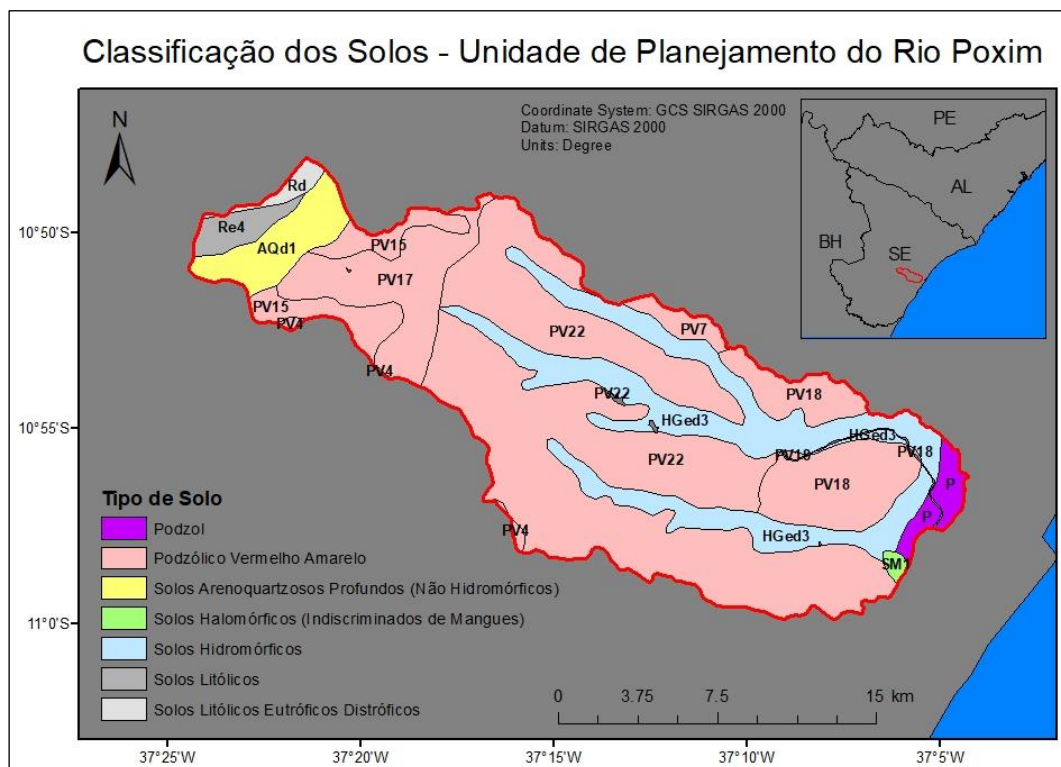 Classificação dos Solos - Unidade de Planejamento do Rio Poxim
Coordinate System: GCS SIRGAS 2000
Datum: SIRGAS 2000
Units: Degree
N
PE
AL
BH
SE
10°50'S
10°55'S
11°0'S
Rd
Re4
AQd1
PV15
PV17
PV15
PV4
PV4
PV22
PV7
PV22
PV18
HGed3
HGed3
PV18
PV18
PV22
PV18
P
P
PV4
HGed3
SM1
Tipo de Solo
Podzol
Podzólico Vermelho Amarelo
Solos Arenoquartzosos Profundos (Não Hidromórficos)
Solos Halomórficos (Indiscriminados de Mangues)
Solos Hidromórficos
Solos Litólicos
Solos Litólicos Eutróficos Distróficos
0 3.75 7.5 15 km
37°25'W 37°20'W 37°15'W 37°10'W 37°5'W